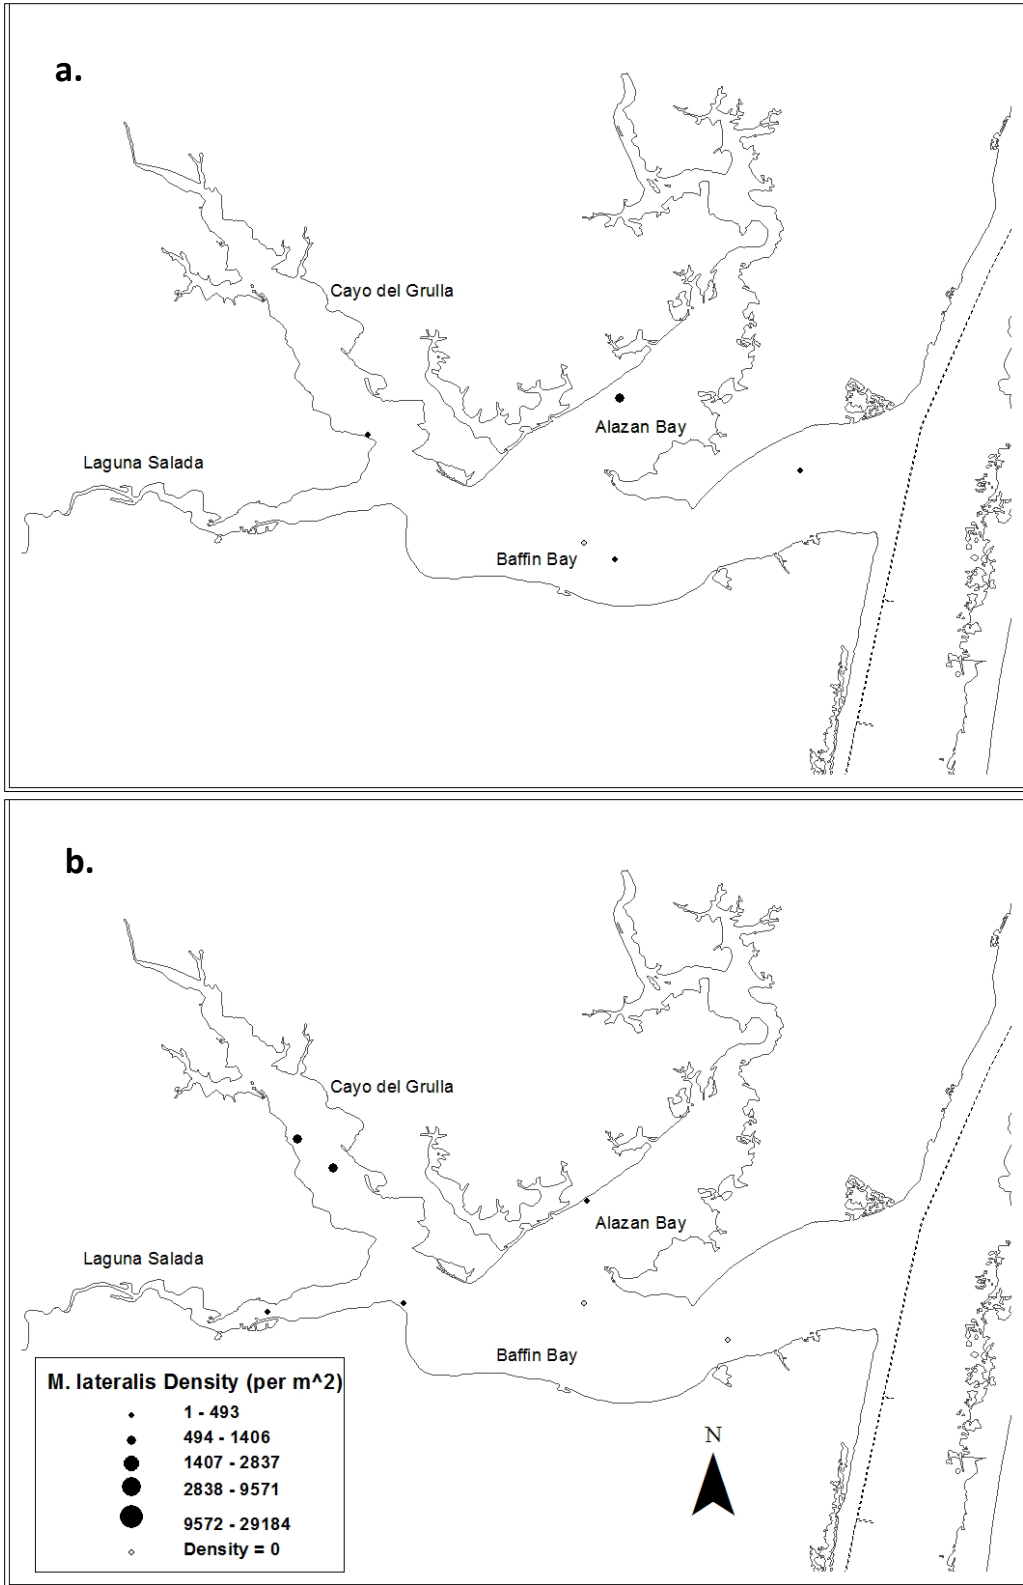 a.
Cayo del Grulla
Alazan Bay
Laguna Salada
Baffin Bay
b.
Cayo del Grulla
Alazan Bay
Laguna Salada
Baffin Bay
M. lateralis Density (per m^2)
1 - 493
494 - 1406
1407 - 2837
2838 - 9571
9572 - 29184
Density = 0
N